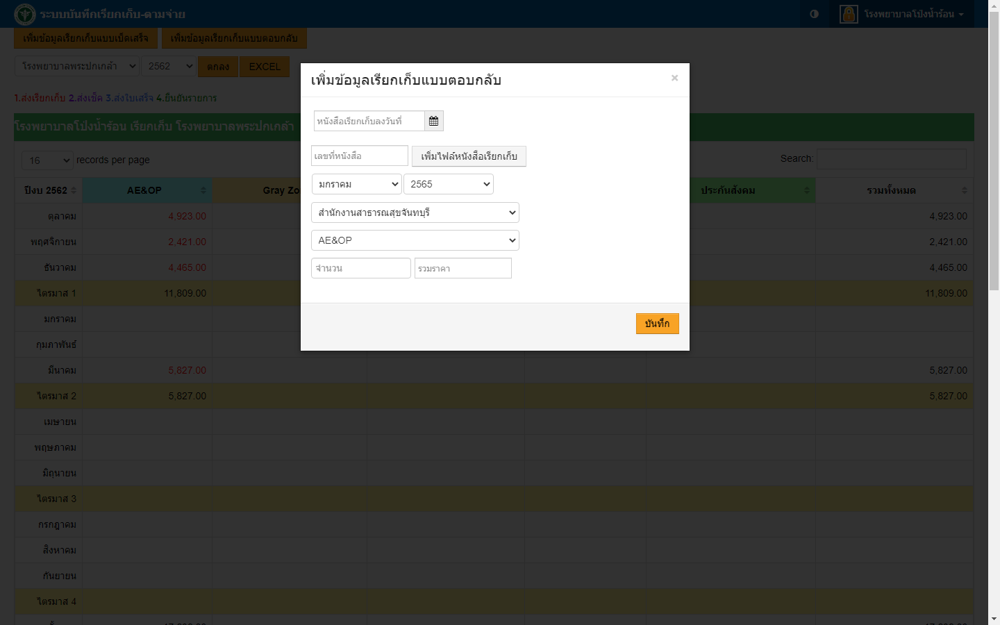 ระบบบันทึกเรียกเก็บ-ตามจ่าย
โรงพยาบาลโป่งน้ำร้อน
เพิ่มข้อมูลเรียกเก็บแบบเบ็ดเสร็จ เพิ่มข้อมูลเรียกเก็บแบบตอบกลับ
โรงพยาบาลพระปกเกล้า 2562 ตกลง EXCEL
1.ส่งเรียกเก็บ 2.ส่งเช็ค 3.ส่งใบเสร็จ 4.ยืนยันรายการ
โรงพยาบาลโป่งน้ำร้อน เรียกเก็บ โรงพยาบาลพระปกเกล้า
16 records per page
Search:
ปีงบ 2562 AE&OP Gray Zo ประกันสังคม รวมทั้งหมด
ตุลาคม 4,923.00 4,923.00
พฤศจิกายน 2,421.00 2,421.00
ธันวาคม 4,465.00 4,465.00
ไตรมาส 1 11,809.00 11,809.00
มกราคม
กุมภาพันธ์
มีนาคม 5,827.00 5,827.00
ไตรมาส 2 5,827.00 5,827.00
เมษายน
พฤษภาคม
มิถุนายน
ไตรมาส 3
กรกฎาคม
สิงหาคม
กันยายน
ไตรมาส 4
เพิ่มข้อมูลเรียกเก็บแบบตอบกลับ ×
หนังสือเรียกเก็บลงวันที่
เลขที่หนังสือ เพิ่มไฟล์หนังสือเรียกเก็บ
มกราคม 2565
สำนักงานสาธารณสุขจันทบุรี
AE&OP
จำนวน รวมราคา
บันทึก